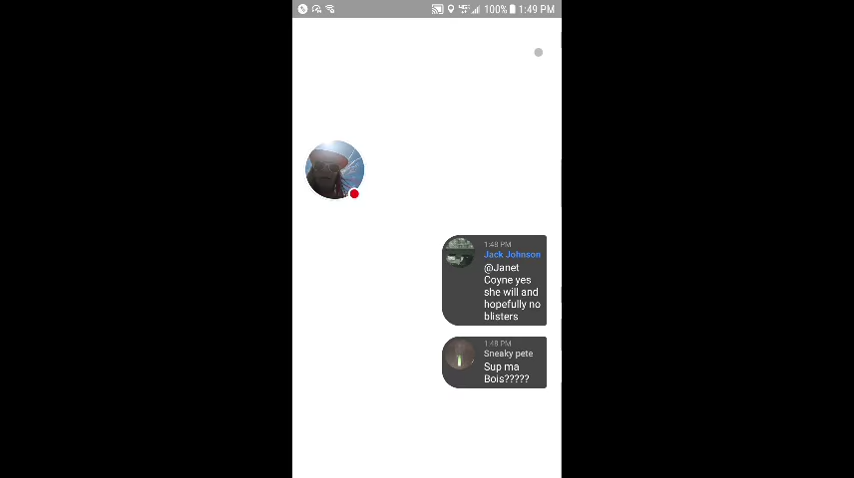 100% 1:49 PM
1:48 PM
Jack Johnson
@Janet
Coyne yes
she will and
hopefully no
blisters
1:48 PM
Sneaky pete
Sup ma
Bois?????